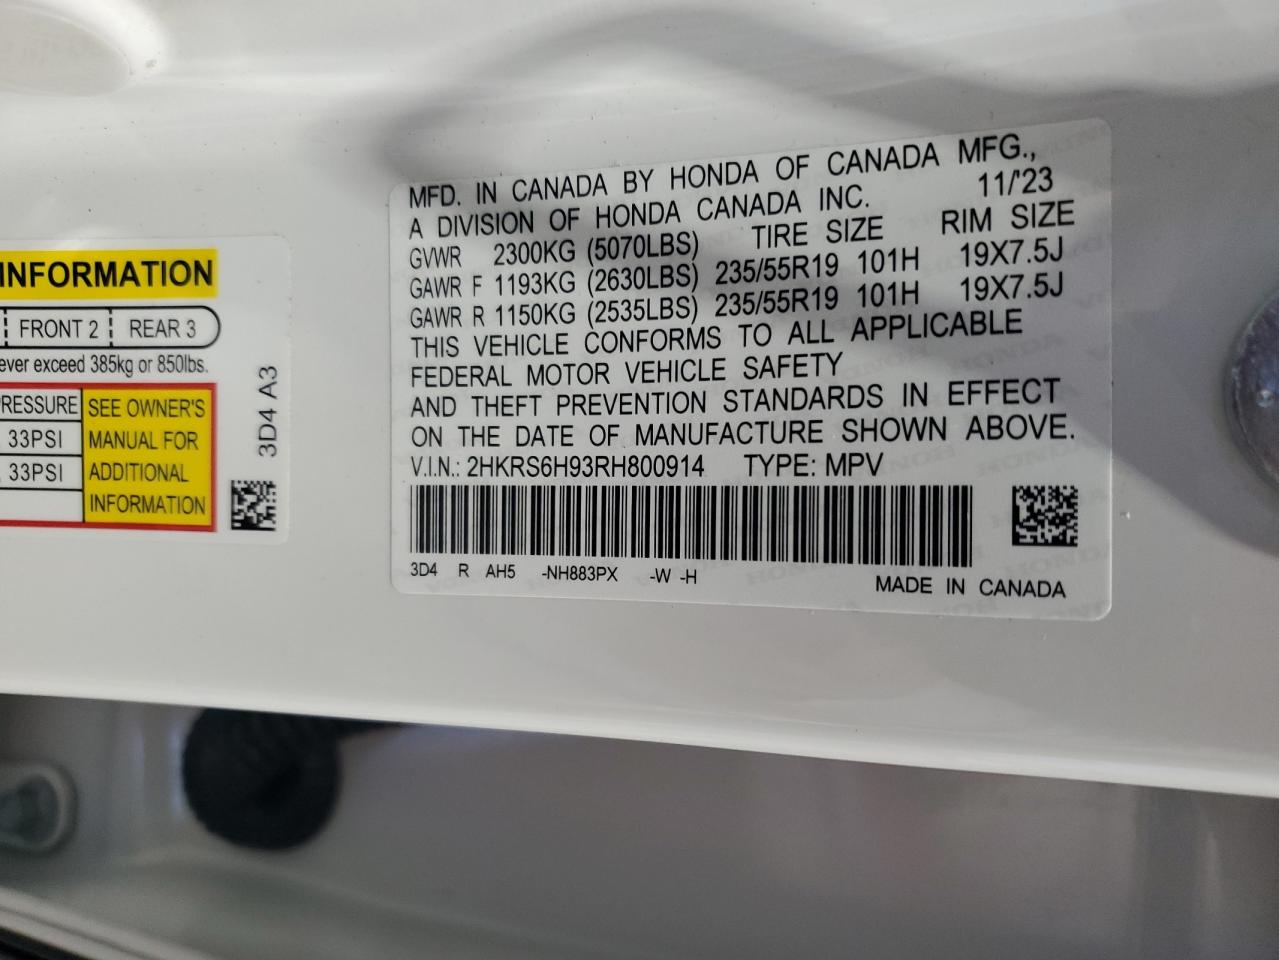 INFORMATION
FRONT 2 REAR 3
ever exceed 385kg or 850lbs.
PRESSURE SEE OWNER'S
33PSI MANUAL FOR
33PSI ADDITIONAL
INFORMATION
3D4 A3
MFD. IN CANADA BY HONDA OF CANADA MFG.,
A DIVISION OF HONDA CANADA INC. 11/'23
GVWR 2300KG (5070LBS) TIRE SIZE RIM SIZE
GAWR F 1193KG (2630LBS) 235/55R19 101H 19X7.5J
GAWR R 1150KG (2535LBS) 235/55R19 101H 19X7.5J
THIS VEHICLE CONFORMS TO ALL APPLICABLE
FEDERAL MOTOR VEHICLE SAFETY
AND THEFT PREVENTION STANDARDS IN EFFECT
ON THE DATE OF MANUFACTURE SHOWN ABOVE.
V.I.N.: 2HKRS6H93RH800914 TYPE: MPV
3D4 R AH5 -NH883PX -W -H
MADE IN CANADA